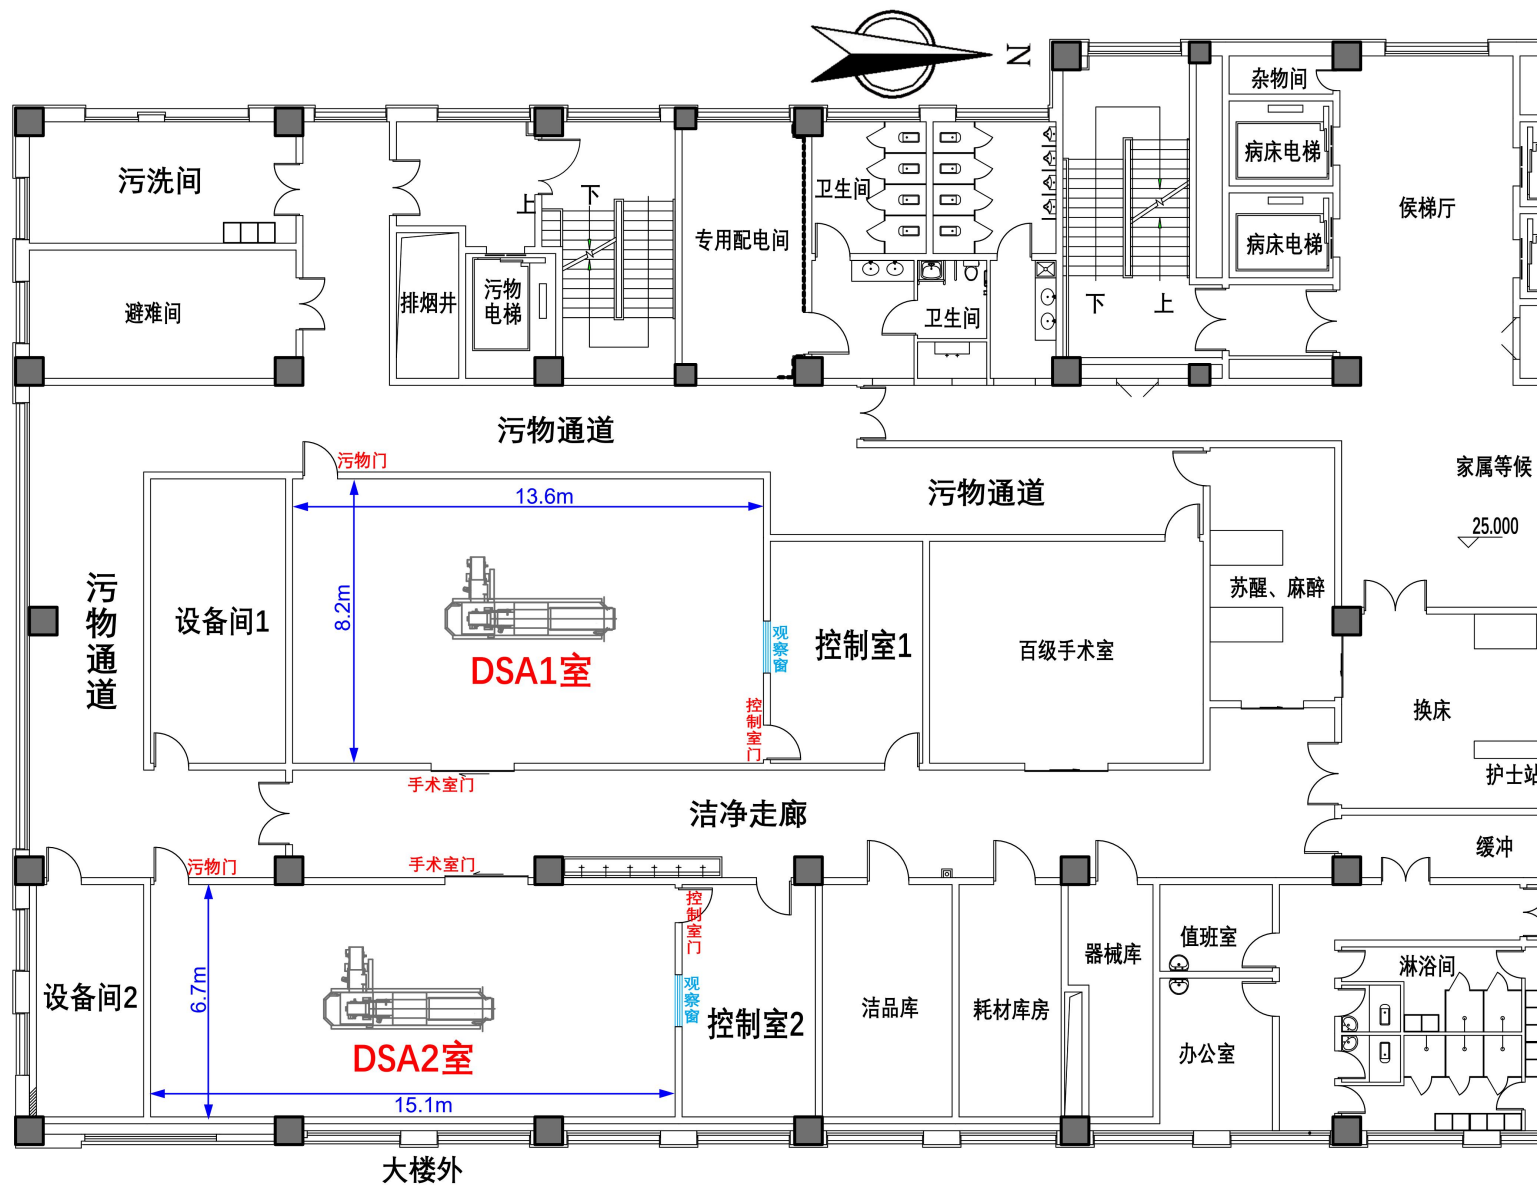 N
杂物间
病床电梯
病床电梯
侯梯厅
污洗间
避难间
排烟井
污物
电梯
上
下
专用配电间
卫生间
卫生间
下
上
污物通道
污物门
污物通道
家属等候
25.000
13.6m
8.2m
DSA1室
污物通道
设备间1
观察窗
控制室1
控制室门
百级手术室
苏醒、麻醉
换床
护士站
手术室门
洁净走廊
缓冲
污物门
手术室门
控制室门
观察窗
设备间2
6.7m
DSA2室
15.1m
控制室2
洁品库
耗材库房
器械库
值班室
办公室
淋浴间
大楼外